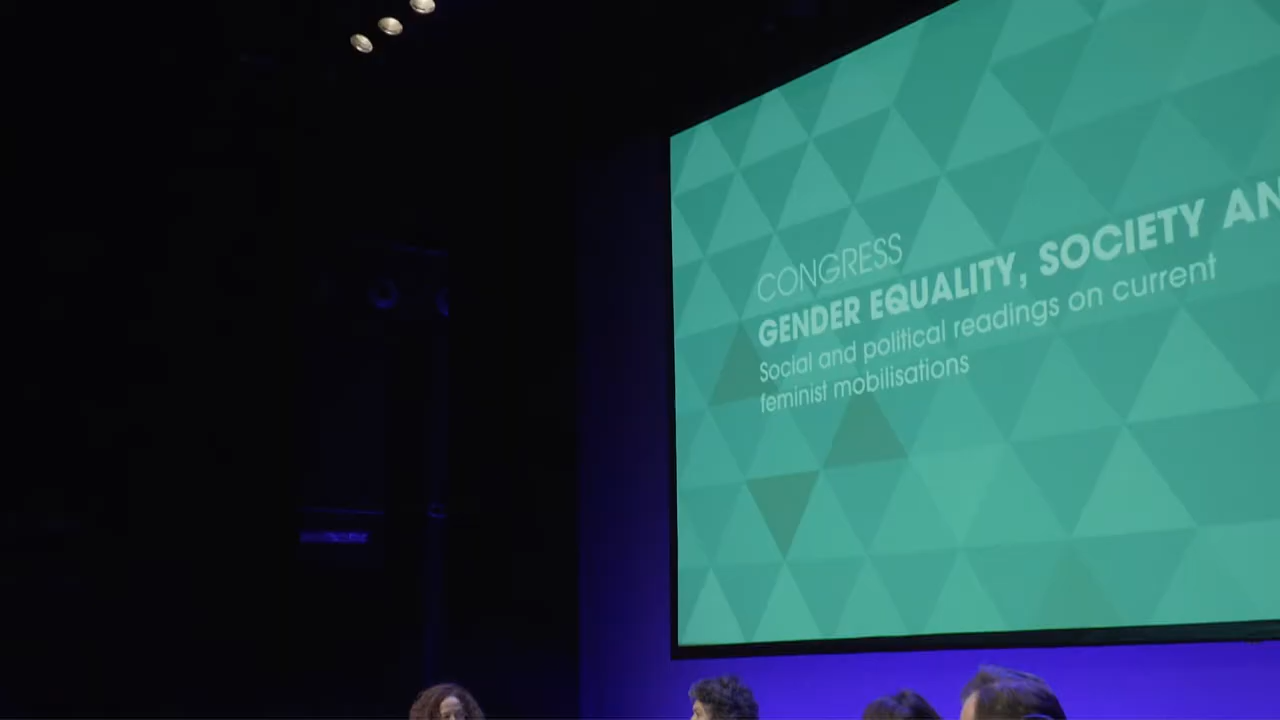 CONGRESS
GENDER EQUALITY, SOCIETY AN
Social and political readings on current
feminist mobilisations